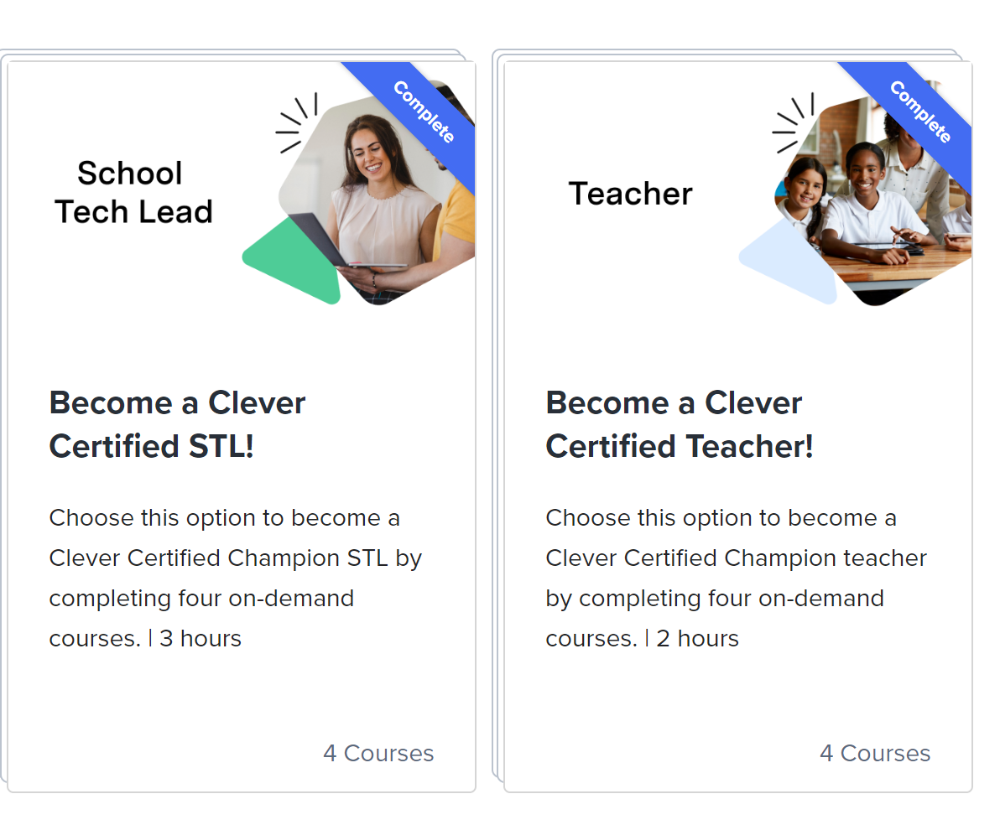 Complete
School
Tech Lead
Become a Clever
Certified STL!
Choose this option to become a
Clever Certified Champion STL by
completing four on-demand
courses. | 3 hours
4 Courses
Complete
Teacher
Become a Clever
Certified Teacher!
Choose this option to become a
Clever Certified Champion teacher
by completing four on-demand
courses. | 2 hours
4 Courses